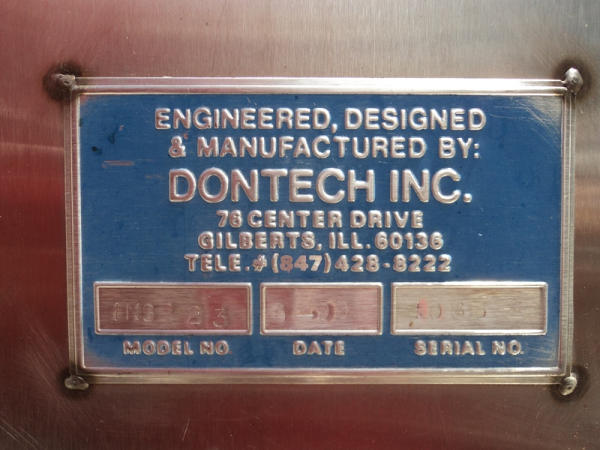 ENGINEERED, DESIGNED
& MANUFACTURED BY:
DONTECH INC.
76 CENTER DRIVE
GILBERTS, ILL. 60136
TELE.#(847)428-8222
MODEL NO. DATE SERIAL NO.